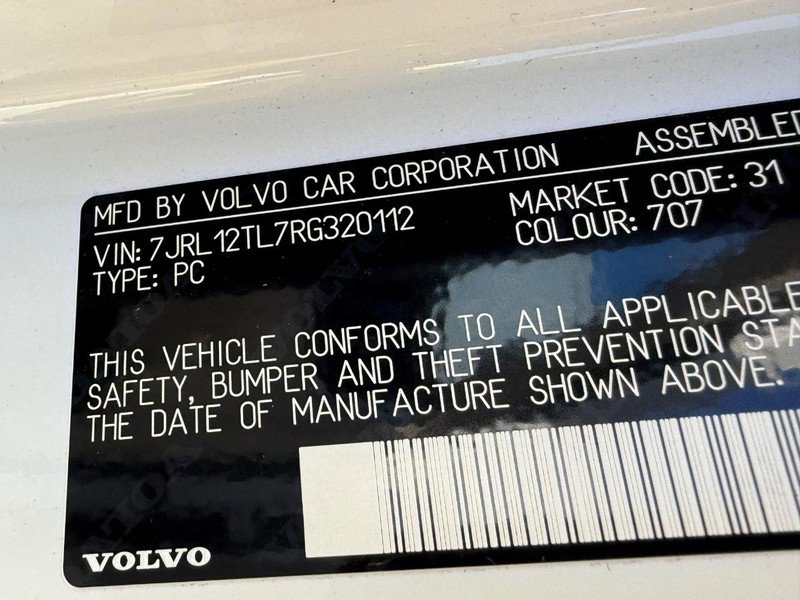 MFD BY VOLVO CAR CORPORATION ASSEMBLED
VIN: 7JRL12TL7RG320112 MARKET CODE: 31
TYPE: PC COLOUR: 707
THIS VEHICLE CONFORMS TO ALL APPLICABLE
SAFETY, BUMPER AND THEFT PREVENTION STA
THE DATE OF MANUFACTURE SHOWN ABOVE.
VOLVO